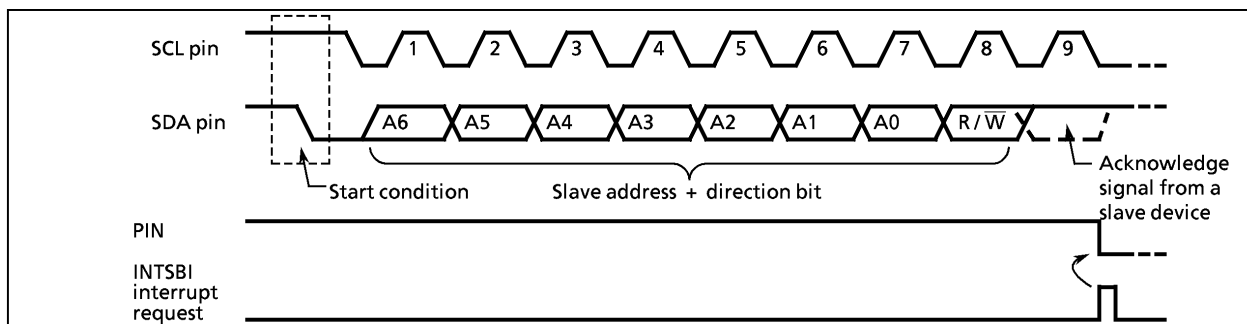 SCL pin
1 2 3 4 5 6 7 8 9
SDA pin
A6 A5 A4 A3 A2 A1 A0 R / W̅
Start condition
Slave address + direction bit
Acknowledge
signal from a
slave device
PIN
INTSBI
interrupt
request